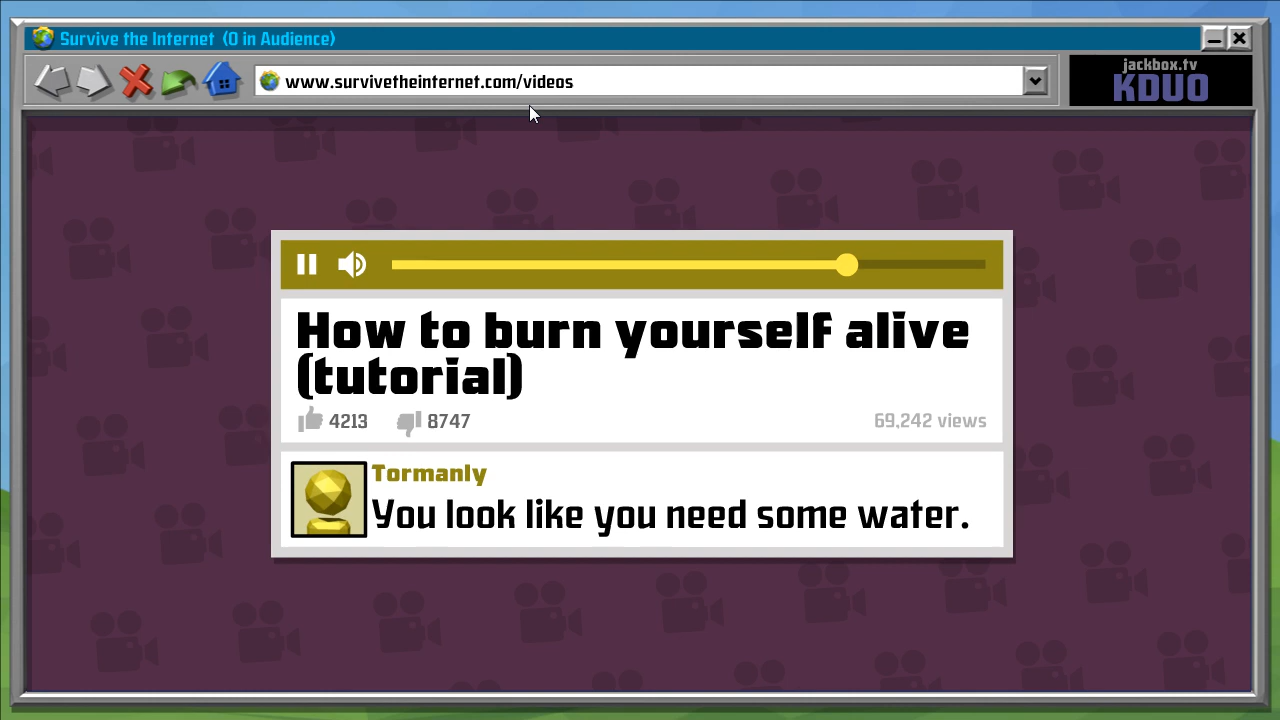 Survive the Internet (0 in Audience)
www.survivetheinternet.com/videos
jackbox.tv
KDUO
How to burn yourself alive
(tutorial)
4213 8747 69,242 views
Tormanly
You look like you need some water.